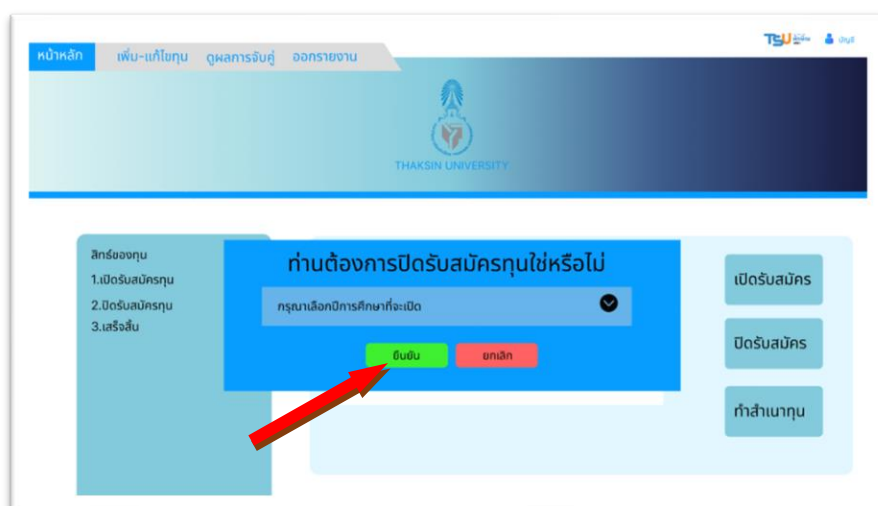 TSU
บัญชี
หน้าหลัก เพิ่ม-แก้ไขทุน ดูผลการจับคู่ ออกรายงาน
THAKSIN UNIVERSITY
สิทธ์ของทุน
1.เปิดรับสมัครทุน
2.ปิดรับสมัครทุน
3.เสร็จสิ้น
ท่านต้องการปิดรับสมัครทุนใช่หรือไม่
กรุณาเลือกปีการศึกษาที่จะเปิด
ยืนยัน ยกเลิก
เปิดรับสมัคร
ปิดรับสมัคร
ทำสำเนาทุน